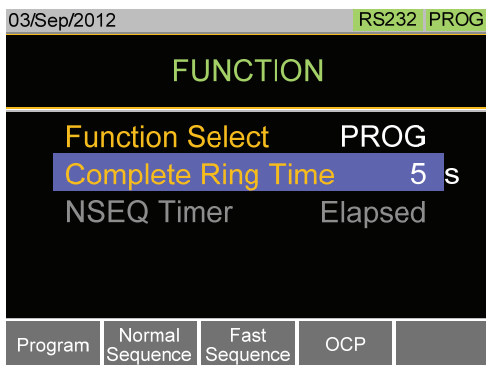 03/Sep/2012 RS232 PROG
FUNCTION
Function Select PROG
Complete Ring Time 5 s
NSEQ Timer Elapsed
Program Normal Sequence Fast Sequence OCP